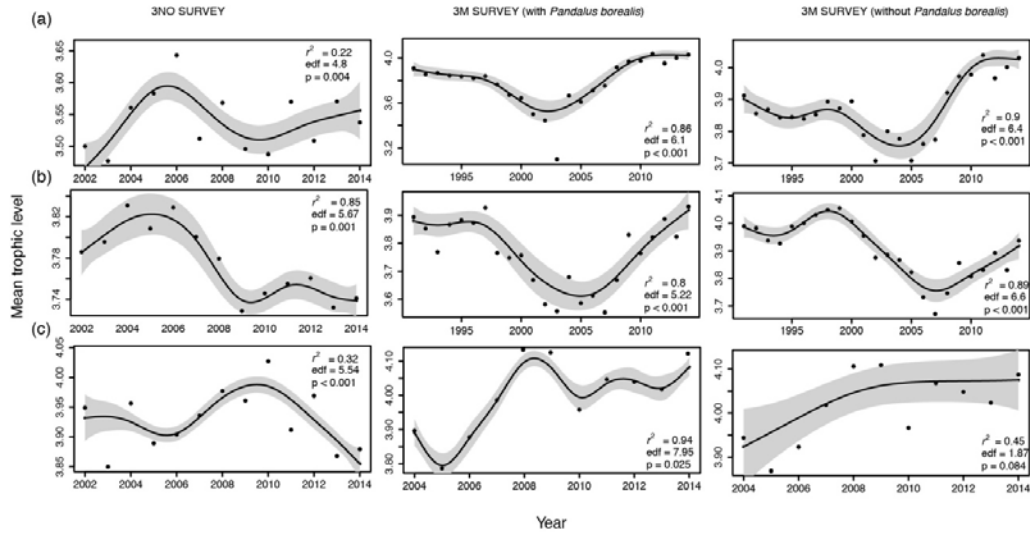 (a)
3NO SURVEY
3M SURVEY (with Pandalus borealis)
3M SURVEY (without Pandalus borealis)
3.65
3.60
3.55
3.50
r² = 0.22
edf = 4.8
p = 0.004
2002 2004 2006 2008 2010 2012 2014
4.0
3.6
3.2
r² = 0.86
edf = 6.1
p < 0.001
1995 2000 2005 2010
4.0
3.9
3.8
3.7
r² = 0.9
edf = 6.4
p < 0.001
1995 2000 2005 2010
(b)
Mean trophic level
3.82
3.78
3.74
r² = 0.85
edf = 5.67
p = 0.001
2002 2004 2006 2008 2010 2012 2014
3.9
3.8
3.7
3.6
r² = 0.8
edf = 5.22
p < 0.001
1995 2000 2005 2010
4.1
4.0
3.9
3.8
3.7
r² = 0.89
edf = 6.6
p < 0.001
1995 2000 2005 2010
(c)
4.05
4.00
3.95
3.90
3.85
r² = 0.32
edf = 5.54
p < 0.001
2002 2004 2006 2008 2010 2012 2014
4.10
4.00
3.90
3.80
r² = 0.94
edf = 7.95
p = 0.025
2004 2006 2008 2010 2012 2014
4.10
4.00
3.90
r² = 0.45
edf = 1.87
p = 0.084
2004 2006 2008 2010 2012 2014
Year